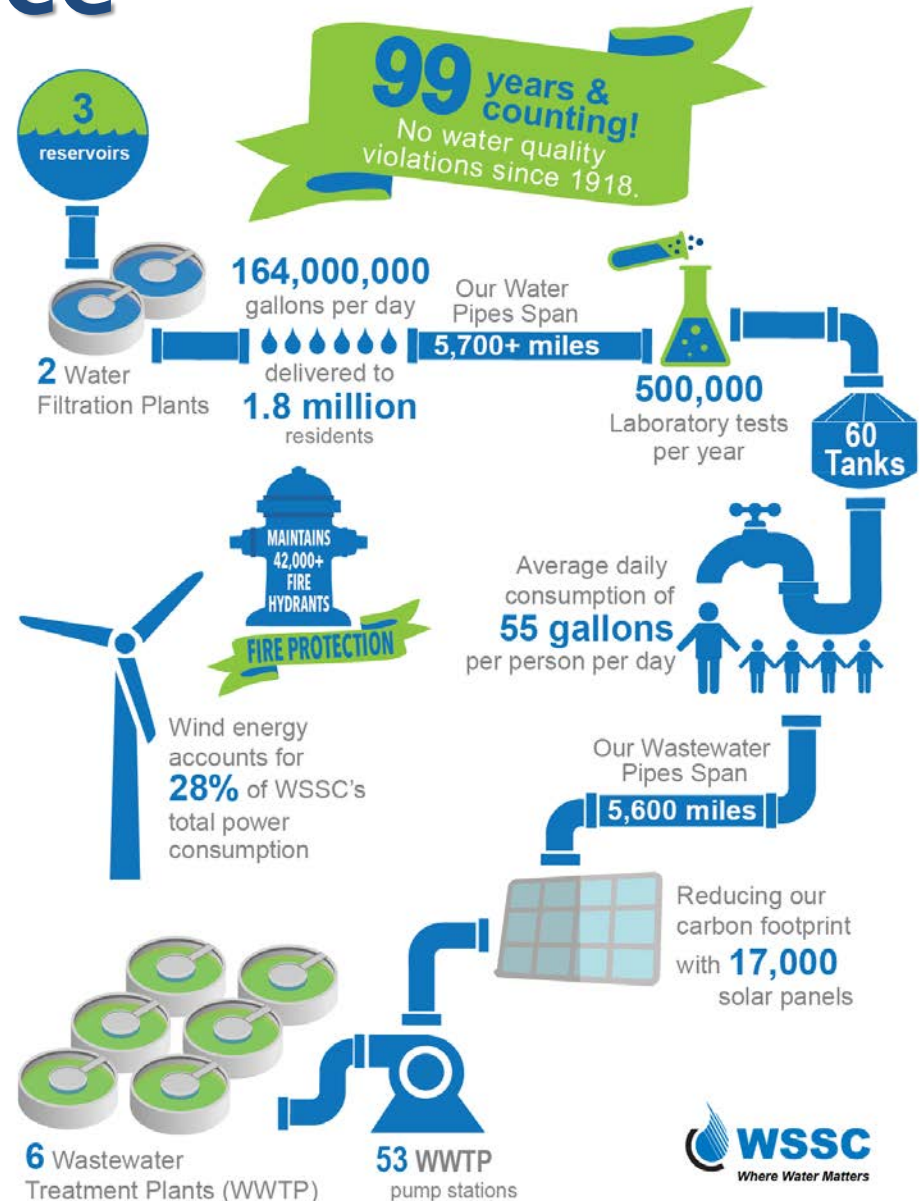 99 years &
counting!
No water quality
violations since 1918.
3
reservoirs
2 Water
Filtration Plants
164,000,000
gallons per day
delivered to
1.8 million
residents
Our Water
Pipes Span
5,700+ miles
500,000
Laboratory tests
per year
60
Tanks
MAINTAINS
42,000+
FIRE
HYDRANTS
FIRE PROTECTION
Average daily
consumption of
55 gallons
per person per day
Wind energy
accounts for
28% of WSSC's
total power
consumption
Our Wastewater
Pipes Span
5,600 miles
Reducing our
carbon footprint
with 17,000
solar panels
6 Wastewater
Treatment Plants (WWTP)
53 WWTP
pump stations
WSSC
Where Water Matters